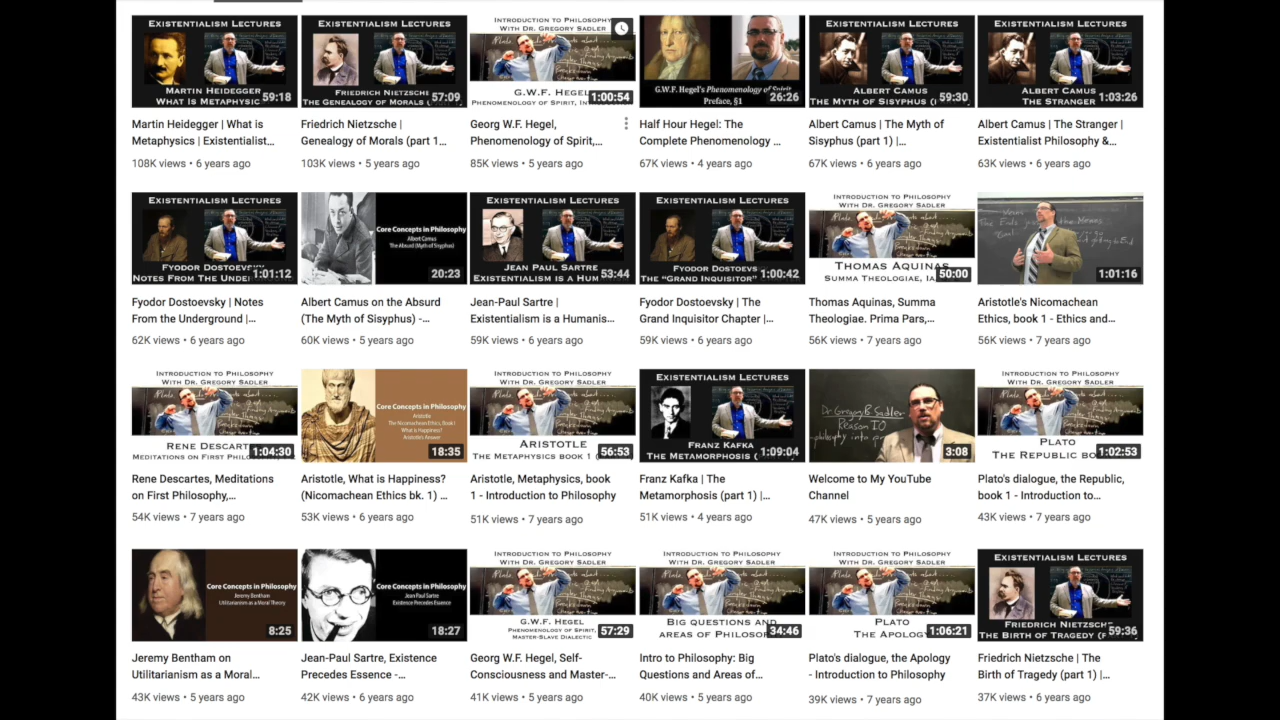 EXISTENTIALISM LECTURES
MARTIN HEIDEGGER
WHAT IS METAPHYSIC
59:18
Martin Heidegger | What is
Metaphysics | Existentialist...
108K views • 6 years ago
EXISTENTIALISM LECTURES
FRIEDRICH NIETZSCHE
THE GENEALOGY OF MORALS (
57:09
Friedrich Nietzsche |
Genealogy of Morals (part 1...
103K views • 5 years ago
INTRODUCTION TO PHILOSOPHY
WITH DR. GREGORY SADLER
G.W.F. HEGEL
PHENOMENOLOGY OF SPIRIT, IN
1:00:54
Georg W.F. Hegel,
Phenomenology of Spirit,...
85K views • 5 years ago
G.W.F. Hegel's Phenomenology of Spirit
Preface, §1
26:26
Half Hour Hegel: The
Complete Phenomenology ...
67K views • 4 years ago
EXISTENTIALISM LECTURES
ALBERT CAMUS
THE MYTH OF SISYPHUS (
59:30
Albert Camus | The Myth of
Sisyphus (part 1) |...
67K views • 6 years ago
EXISTENTIALISM LECTURES
ALBERT CAMUS
THE STRANGER
1:03:26
Albert Camus | The Stranger |
Existentialist Philosophy &...
63K views • 6 years ago
EXISTENTIALISM LECTURES
FYODOR DOSTOEVSKY
NOTES FROM THE UNDE
1:01:12
Fyodor Dostoevsky | Notes
From the Underground |...
62K views • 6 years ago
Core Concepts in Philosophy
Albert Camus
The Absurd (Myth of Sisyphus)
20:23
Albert Camus on the Absurd
(The Myth of Sisyphus) -...
60K views • 5 years ago
EXISTENTIALISM LECTURES
JEAN PAUL SARTRE
EXISTENTIALISM IS A HUM
53:44
Jean-Paul Sartre |
Existentialism is a Humanis...
59K views • 6 years ago
EXISTENTIALISM LECTURES
FYODOR DOSTOEVS
THE "GRAND INQUISITOR"
1:00:42
Fyodor Dostoevsky | The
Grand Inquisitor Chapter |...
59K views • 6 years ago
INTRODUCTION TO PHILOSOPHY
WITH DR. GREGORY SADLER
THOMAS AQUINAS
SUMMA THEOLOGIAE, IA
50:00
Thomas Aquinas, Summa
Theologiae. Prima Pars,...
56K views • 7 years ago
1:01:16
Aristotle's Nicomachean
Ethics, book 1 - Ethics and...
56K views • 7 years ago
INTRODUCTION TO PHILOSOPHY
WITH DR. GREGORY SADLER
RENE DESCART
MEDITATIONS ON FIRST PHILO
1:04:30
Rene Descartes, Meditations
on First Philosophy,...
54K views • 7 years ago
Core Concepts in Philosophy
Aristotle
The Nicomachean Ethics, Book I
What is Happiness?
Aristotle's Answer
18:35
Aristotle, What is Happiness?
(Nicomachean Ethics bk. 1) ...
53K views • 6 years ago
INTRODUCTION TO PHILOSOPHY
WITH DR. GREGORY SADLER
ARISTOTLE
THE METAPHYSICS BOOK 1 (
56:53
Aristotle, Metaphysics, book
1 - Introduction to Philosophy
51K views • 7 years ago
EXISTENTIALISM LECTURES
FRANZ KAFKA
THE METAMORPHOSIS (
1:09:04
Franz Kafka | The
Metamorphosis (part 1) |...
51K views • 4 years ago
Dr Gregory B Sadler
Reason IO
philosophy into
3:08
Welcome to My YouTube
Channel
47K views • 5 years ago
INTRODUCTION TO PHILOSOPHY
WITH DR. GREGORY SADLER
PLATO
THE REPUBLIC BO
1:02:53
Plato's dialogue, the Republic,
book 1 - Introduction to...
43K views • 7 years ago
Core Concepts in Philosophy
Jeremy Bentham
Utilitarianism as a Moral Theory
8:25
Jeremy Bentham on
Utilitarianism as a Moral...
43K views • 5 years ago
Core Concepts in Philosophy
Jean Paul Sartre
Existence Precedes Essence
18:27
Jean-Paul Sartre, Existence
Precedes Essence -...
42K views • 6 years ago
INTRODUCTION TO PHILOSOPHY
WITH DR. GREGORY SADLER
G.W.F. HEGEL
PHENOMENOLOGY OF SPIRIT,
MASTER-SLAVE DIALECTIC
57:29
Georg W.F. Hegel, Self-
Consciousness and Master-...
41K views • 5 years ago
INTRODUCTION TO PHILOSOPHY
WITH DR. GREGORY SADLER
BIG QUESTIONS AND
AREAS OF PHILOSO
34:46
Intro to Philosophy: Big
Questions and Areas of...
40K views • 5 years ago
INTRODUCTION TO PHILOSOPHY
WITH DR. GREGORY SADLER
PLATO
THE APOLOG
1:06:21
Plato's dialogue, the Apology
- Introduction to Philosophy
39K views • 7 years ago
EXISTENTIALISM LECTURES
FRIEDRICH NIETZSCHE
THE BIRTH OF TRAGEDY (
59:36
Friedrich Nietzsche | The
Birth of Tragedy (part 1) |...
37K views • 6 years ago